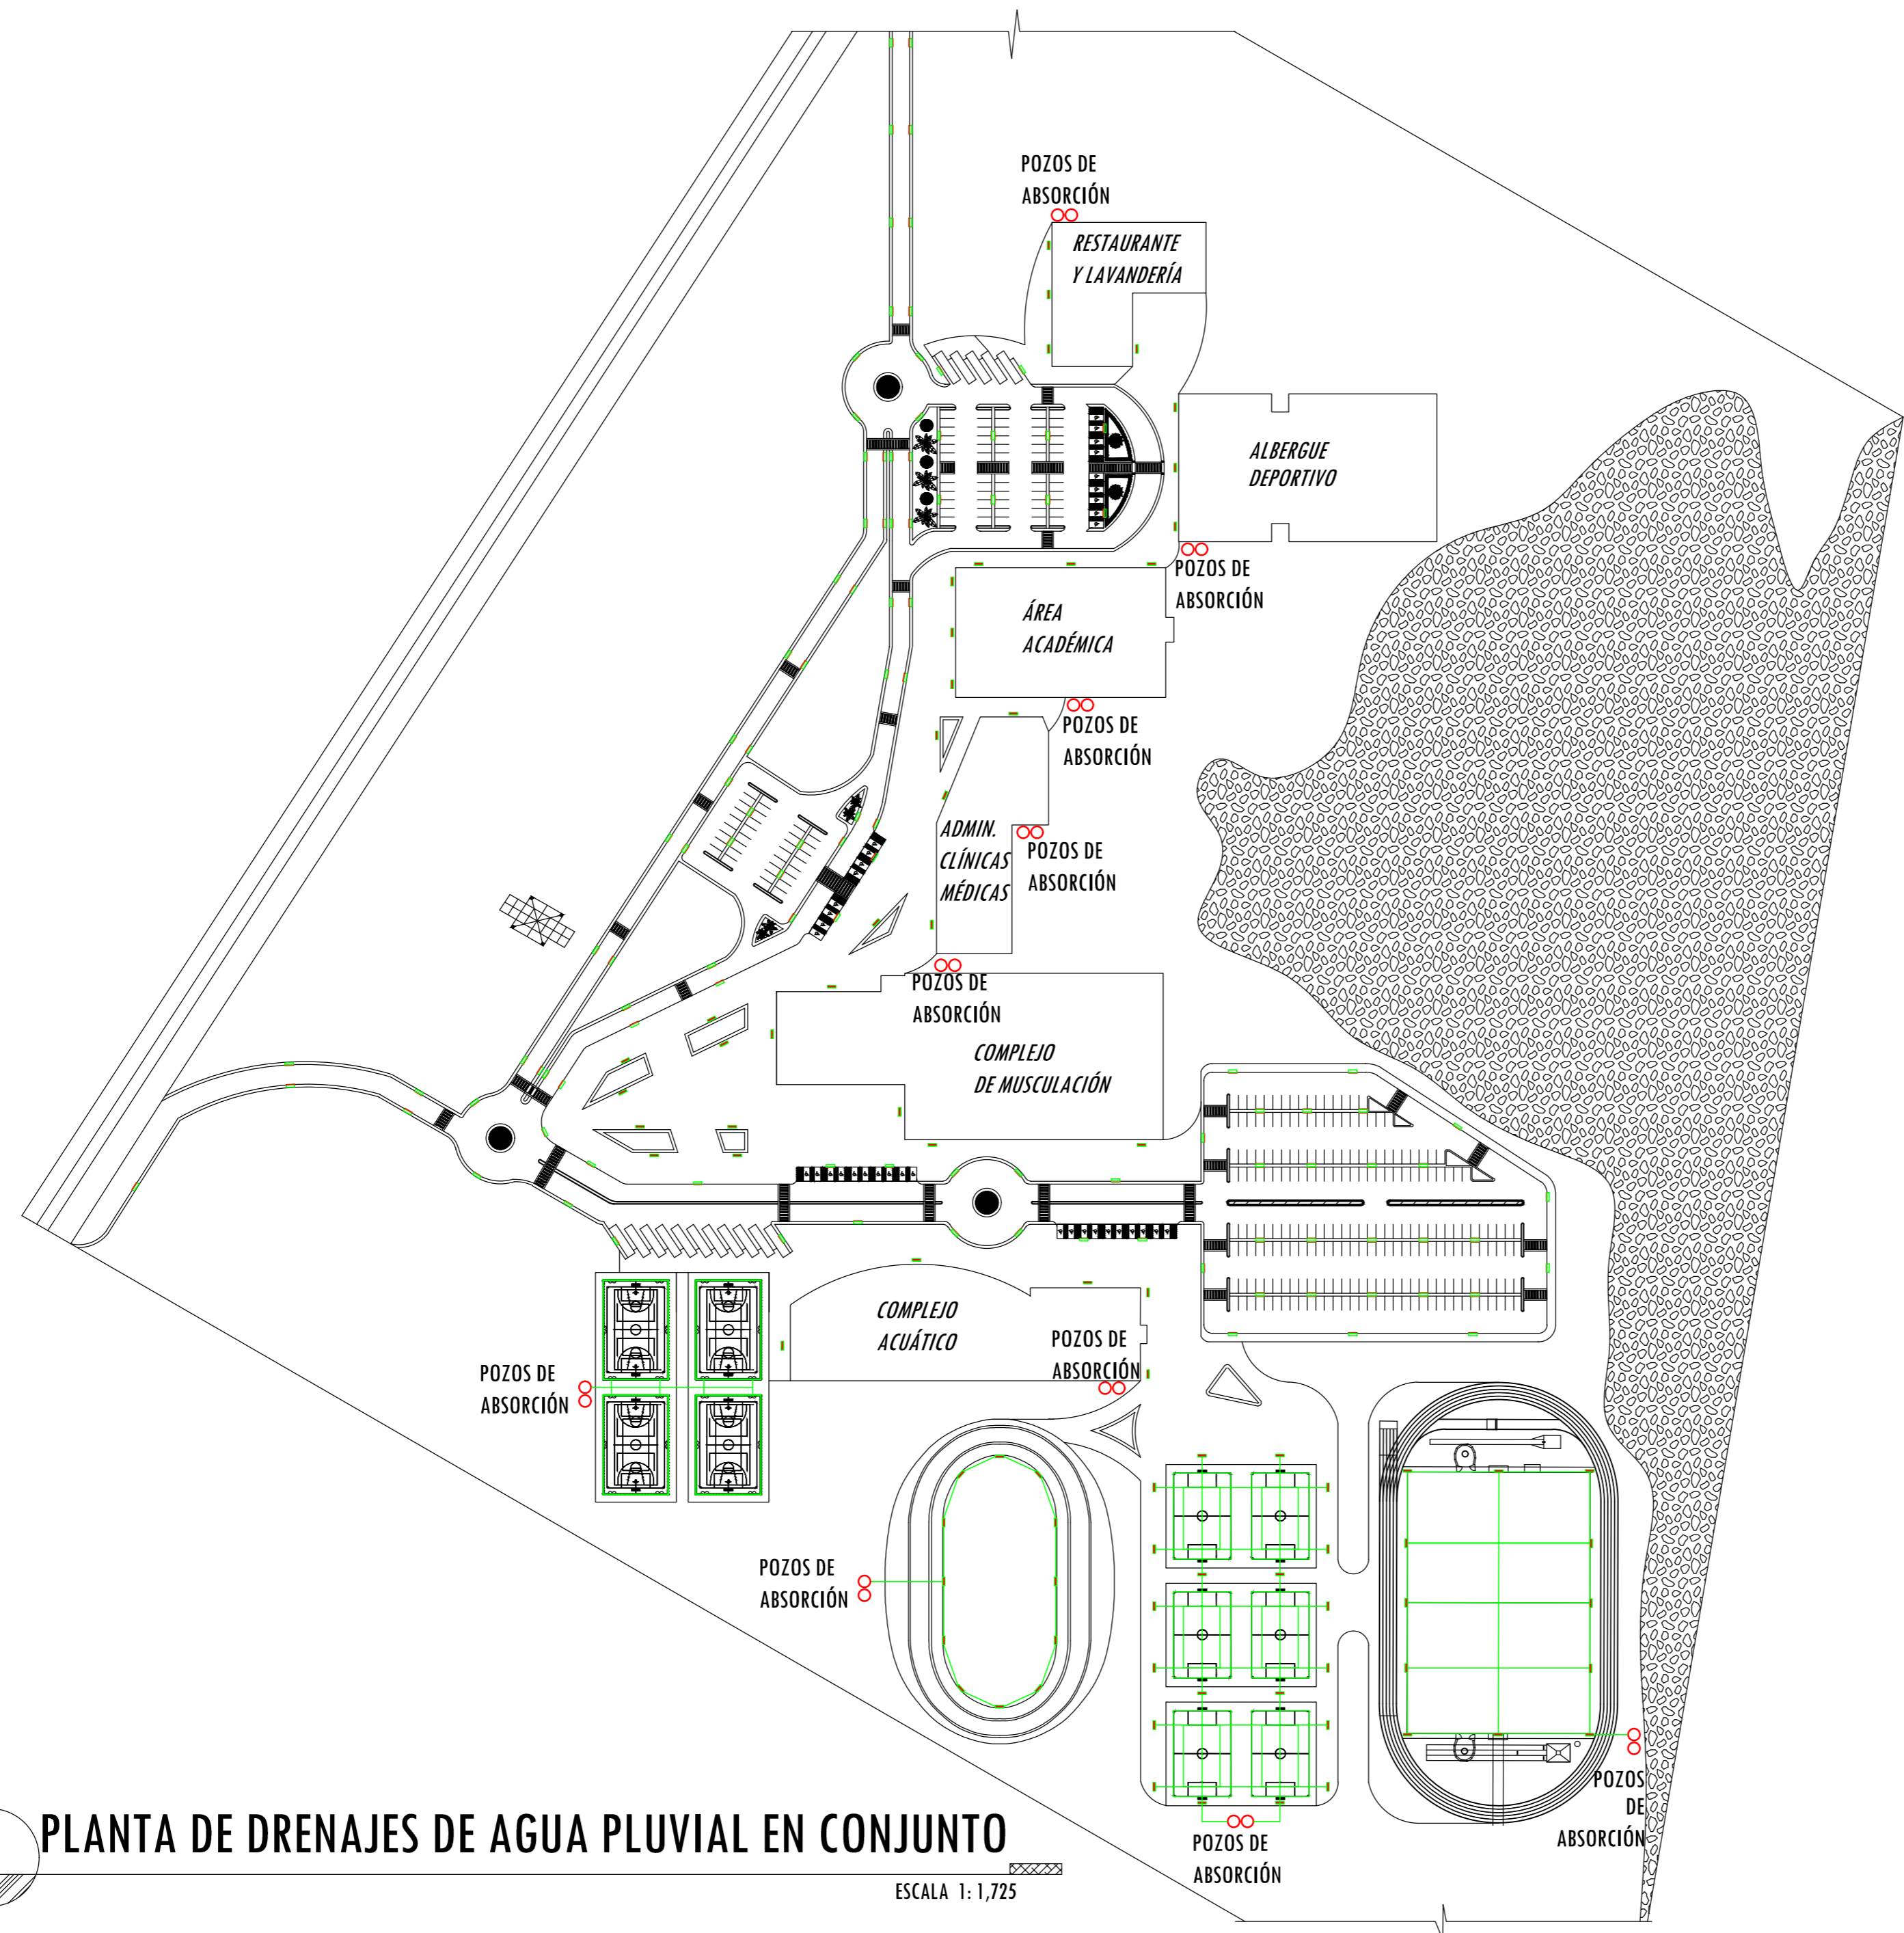 POZOS DE
ABSORCIÓN
RESTAURANTE
Y LAVANDERÍA
ALBERGUE
DEPORTIVO
POZOS DE
ABSORCIÓN
ÁREA
ACADÉMICA
POZOS DE
ABSORCIÓN
ADMIN.
CLÍNICAS
MÉDICAS
POZOS DE
ABSORCIÓN
POZOS DE
ABSORCIÓN
COMPLEJO
DE MUSCULACIÓN
COMPLEJO
ACUÁTICO
POZOS DE
ABSORCIÓN
POZOS DE
ABSORCIÓN
POZOS DE
ABSORCIÓN
POZOS
DE
ABSORCIÓN
POZOS DE
ABSORCIÓN
PLANTA DE DRENAJES DE AGUA PLUVIAL EN CONJUNTO
ESCALA 1: 1,725